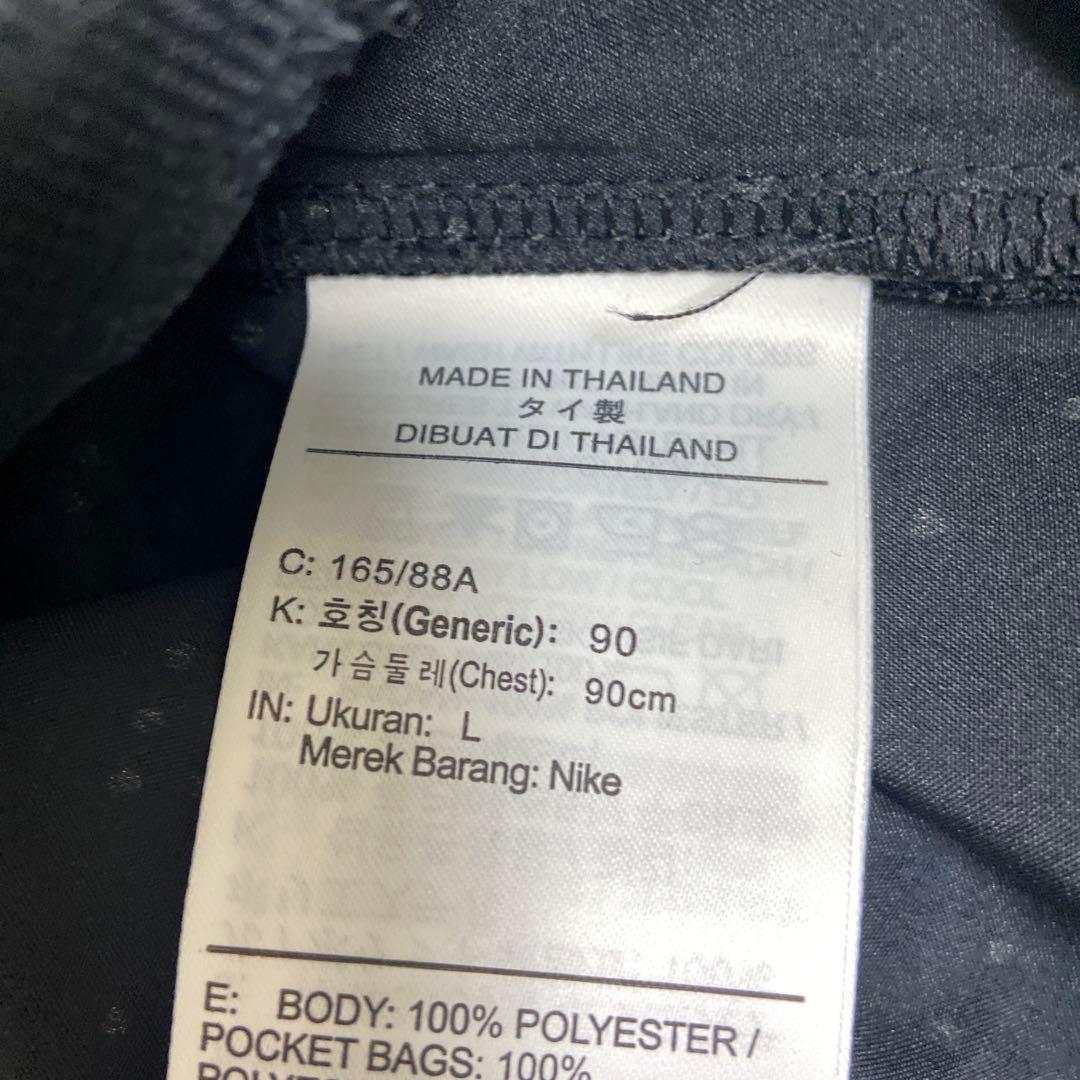 MADE IN THAILAND
タイ製
DIBUAT DI THAILAND
C: 165/88A
K: 호칭(Generic): 90
가슴둘레(Chest): 90cm
IN: Ukuran: L
Merek Barang: Nike
E: BODY: 100% POLYESTER /
POCKET BAGS: 100%